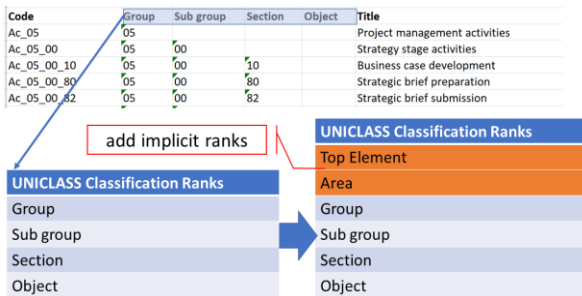 Code Group Sub group Section Object Title
Ac_05 05 Project management activities
Ac_05_00 05 00 Strategy stage activities
Ac_05_00_10 05 00 10 Business case development
Ac_05_00_80 05 00 80 Strategic brief preparation
Ac_05_00_82 05 00 82 Strategic brief submission
add implicit ranks
UNICLASS Classification Ranks
Group
Sub group
Section
Object
UNICLASS Classification Ranks
Top Element
Area
Group
Sub group
Section
Object